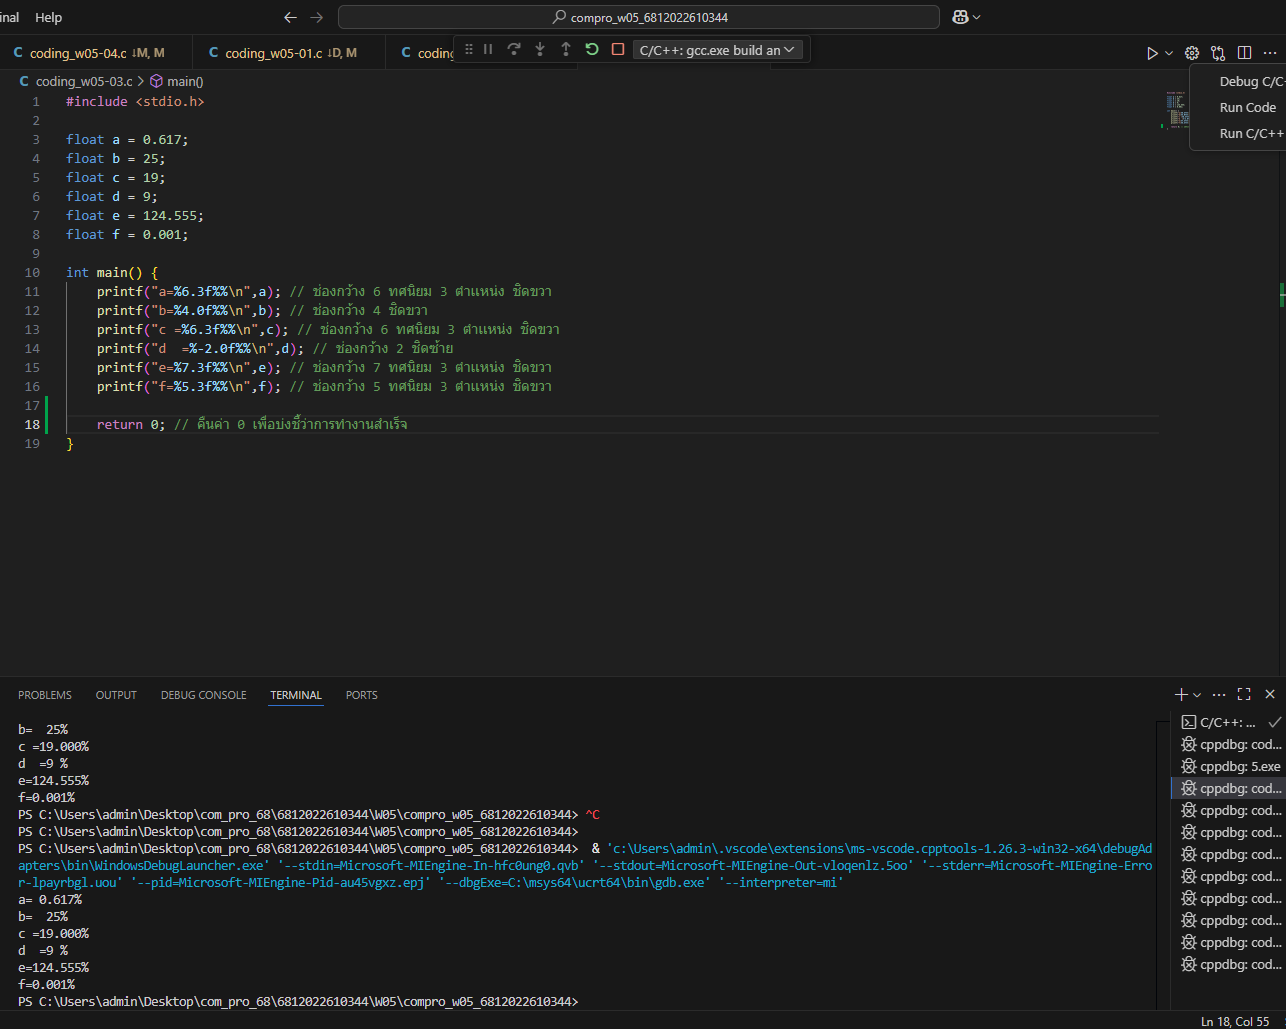 nal Help compro_w05_6812022610344
coding_w05-04.c ↓M, M coding_w05-01.c ↓D, M coding C/C++: gcc.exe build an
coding_w05-03.c > main()
Debug C/C
Run Code
Run C/C++
1 #include <stdio.h>
2
3 float a = 0.617;
4 float b = 25;
5 float c = 19;
6 float d = 9;
7 float e = 124.555;
8 float f = 0.001;
9
10 int main() {
11 printf("a=%6.3f%%\n",a); // ช่องกว้าง 6 ทศนิยม 3 ตำแหน่ง ชิดขวา
12 printf("b=%4.0f%%\n",b); // ช่องกว้าง 4 ชิดขวา
13 printf("c =%6.3f%%\n",c); // ช่องกว้าง 6 ทศนิยม 3 ตำแหน่ง ชิดขวา
14 printf("d  =%-2.0f%%\n",d); // ช่องกว้าง 2 ชิดซ้าย
15 printf("e=%7.3f%%\n",e); // ช่องกว้าง 7 ทศนิยม 3 ตำแหน่ง ชิดขวา
16 printf("f=%5.3f%%\n",f); // ช่องกว้าง 5 ทศนิยม 3 ตำแหน่ง ชิดขวา
17
18 return 0; // คืนค่า 0 เพื่อบ่งชี้ว่าการทำงานสำเร็จ
19 }
PROBLEMS OUTPUT DEBUG CONSOLE TERMINAL PORTS
b=  25%
c =19.000%
d  =9 %
e=124.555%
f=0.001%
PS C:\Users\admin\Desktop\com_pro_68\6812022610344\W05\compro_w05_6812022610344> ^C
PS C:\Users\admin\Desktop\com_pro_68\6812022610344\W05\compro_w05_6812022610344>
PS C:\Users\admin\Desktop\com_pro_68\6812022610344\W05\compro_w05_6812022610344>  & 'c:\Users\admin\.vscode\extensions\ms-vscode.cpptools-1.26.3-win32-x64\debugAd
apters\bin\WindowsDebugLauncher.exe' '--stdin=Microsoft-MIEngine-In-hfc0ung0.qvb' '--stdout=Microsoft-MIEngine-Out-vloqenlz.5oo' '--stderr=Microsoft-MIEngine-Erro
r-lpayrbgl.uou' '--pid=Microsoft-MIEngine-Pid-au45vgxz.epj' '--dbgExe=C:\msys64\ucrt64\bin\gdb.exe' '--interpreter=mi'
a= 0.617%
b=  25%
c =19.000%
d  =9 %
e=124.555%
f=0.001%
PS C:\Users\admin\Desktop\com_pro_68\6812022610344\W05\compro_w05_6812022610344>
C/C++: ...
cppdbg: cod...
cppdbg: 5.exe
cppdbg: cod...
cppdbg: cod...
cppdbg: cod...
cppdbg: cod...
cppdbg: cod...
cppdbg: cod...
cppdbg: cod...
cppdbg: cod...
cppdbg: cod...
Ln 18, Col 55